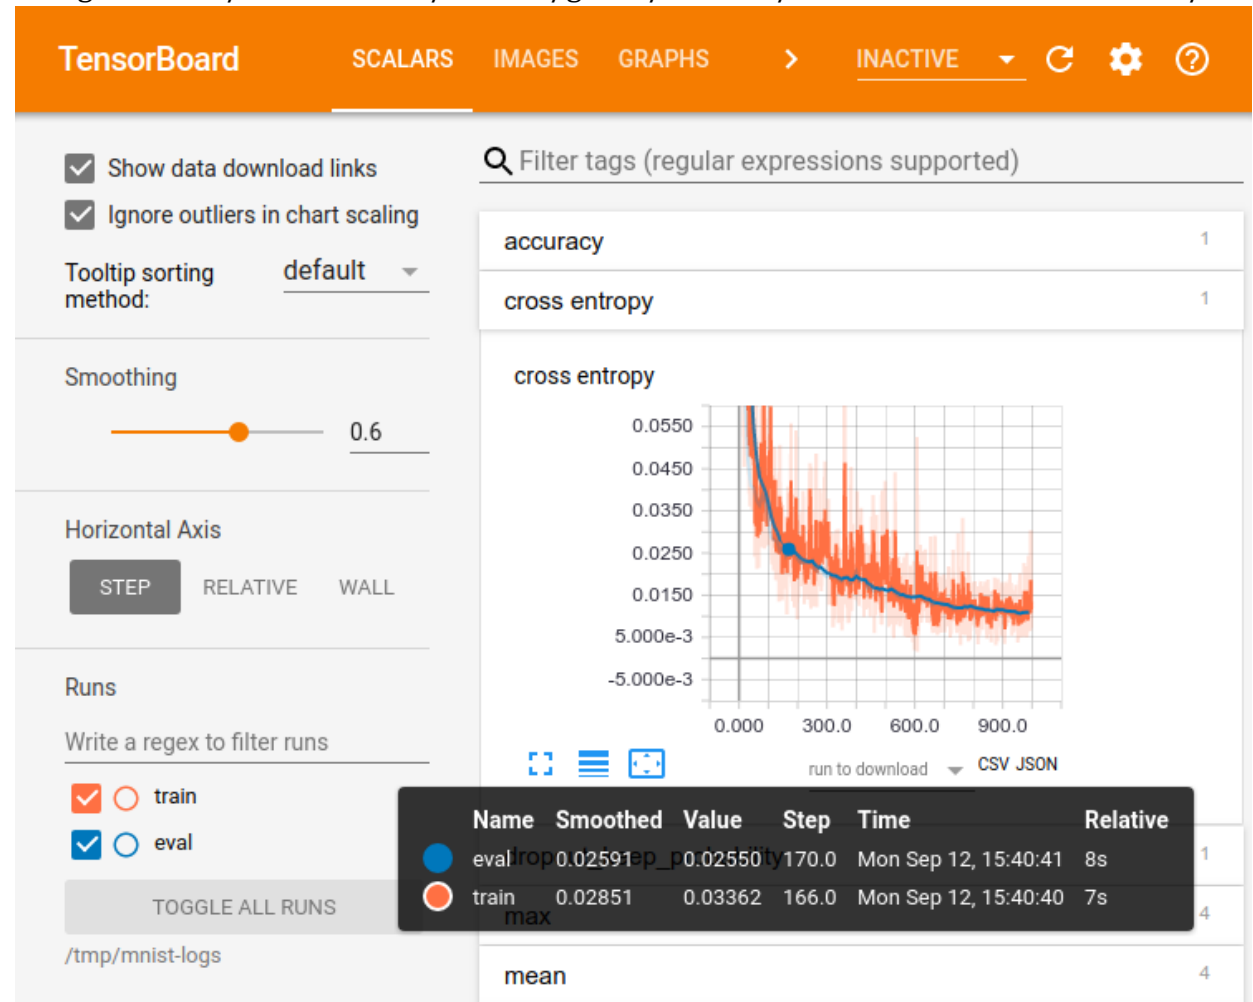 TensorBoard SCALARS IMAGES GRAPHS INACTIVE
Show data download links
Ignore outliers in chart scaling
Tooltip sorting method: default
Smoothing
0.6
Horizontal Axis
STEP RELATIVE WALL
Runs
Write a regex to filter runs
train
eval
TOGGLE ALL RUNS
/tmp/mnist-logs
Filter tags (regular expressions supported)
accuracy 1
cross entropy 1
cross entropy
0.0550
0.0450
0.0350
0.0250
0.0150
5.000e-3
-5.000e-3
0.000 300.0 600.0 900.0
run to download CSV JSON
Name Smoothed Value Step Time Relative
eval 0.02591 0.02550 170.0 Mon Sep 12, 15:40:41 8s
train 0.02851 0.03362 166.0 Mon Sep 12, 15:40:40 7s
1
max 4
mean 4